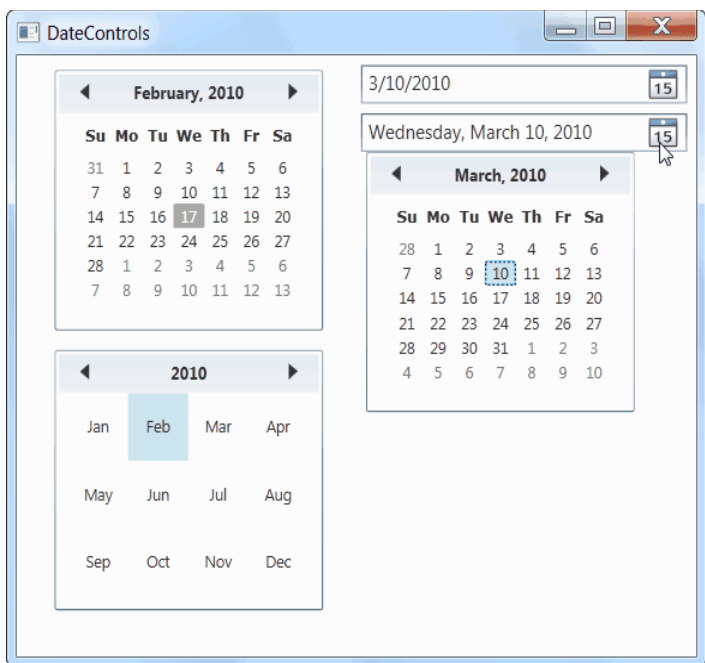 DateControls
February, 2010
Su Mo Tu We Th Fr Sa
31 1 2 3 4 5 6
7 8 9 10 11 12 13
14 15 16 17 18 19 20
21 22 23 24 25 26 27
28 1 2 3 4 5 6
7 8 9 10 11 12 13
2010
Jan Feb Mar Apr
May Jun Jul Aug
Sep Oct Nov Dec
3/10/2010
15
Wednesday, March 10, 2010
15
March, 2010
Su Mo Tu We Th Fr Sa
28 1 2 3 4 5 6
7 8 9 10 11 12 13
14 15 16 17 18 19 20
21 22 23 24 25 26 27
28 29 30 31 1 2 3
4 5 6 7 8 9 10